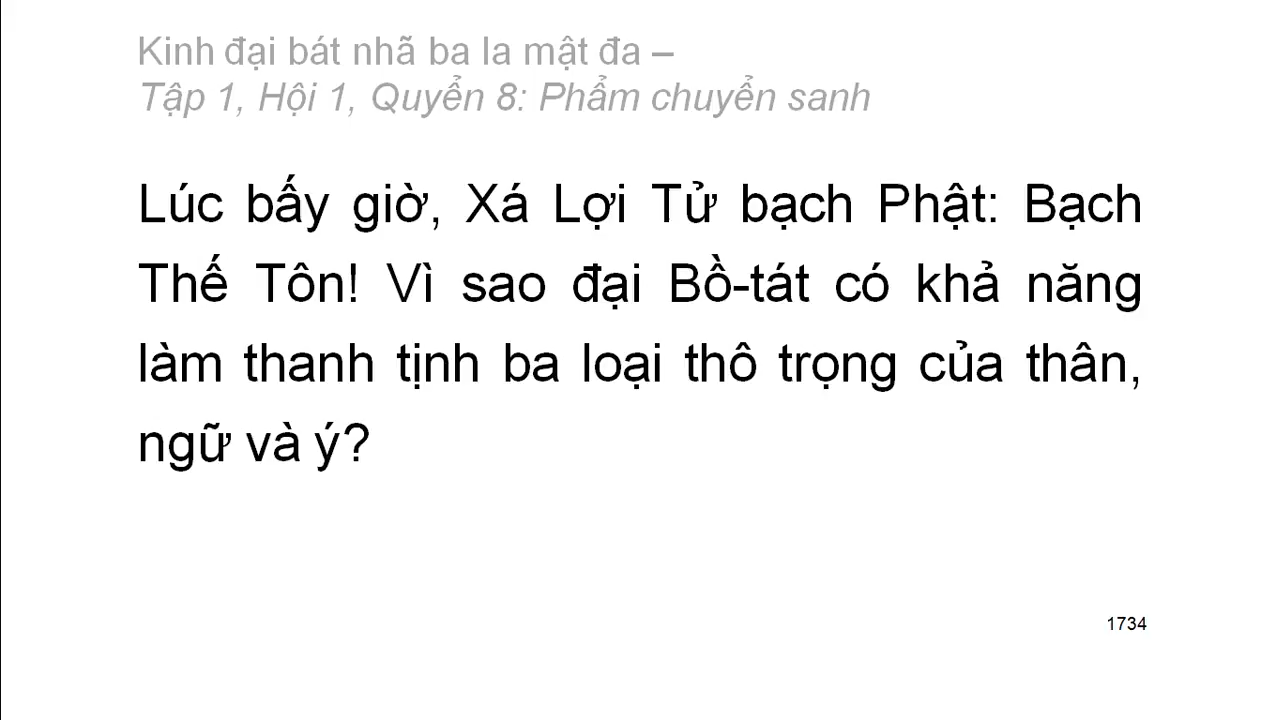 Kinh đại bát nhã ba la mật đa –
Tập 1, Hội 1, Quyển 8: Phẩm chuyển sanh
Lúc bấy giờ, Xá Lợi Tử bạch Phật: Bạch
Thế Tôn! Vì sao đại Bồ-tát có khả năng
làm thanh tịnh ba loại thô trọng của thân,
ngữ và ý?
1734